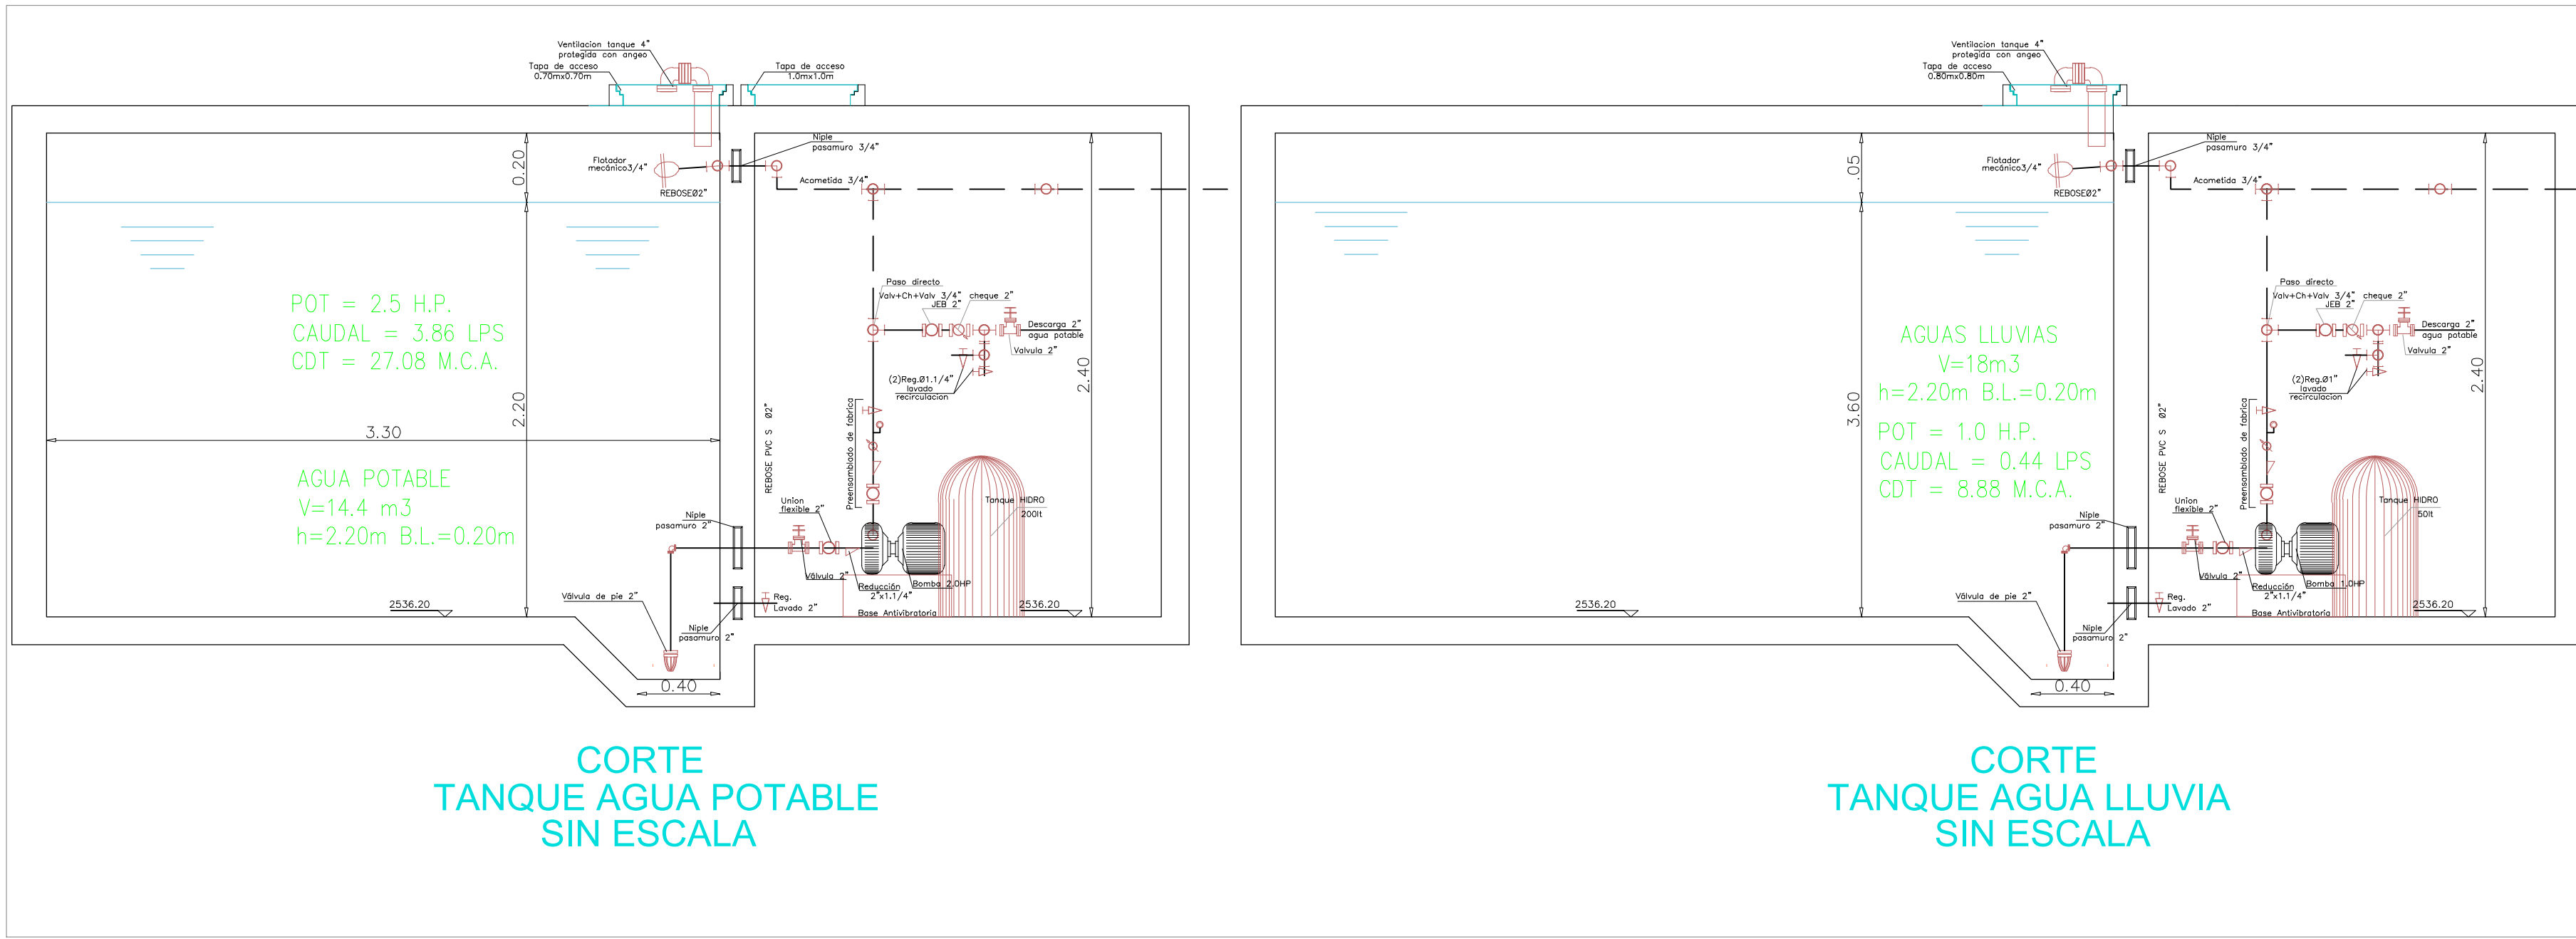 Ventilacion tanque 4"
protegida con angeo
Tapa de acceso
0.70mx0.70m
Tapa de acceso
1.0mx1.0m
Niple
pasamuro 3/4"
0.20
Flotador
mecánico3/4"
REBOSEØ2"
Acometida 3/4"
POT = 2.5 H.P.
CAUDAL = 3.86 LPS
CDT = 27.08 M.C.A.
Paso directo
Valv+Ch+Valv 3/4"
cheque 2"
JEB 2"
Descarga 2"
agua potable
Valvula 2"
(2)Reg.Ø1.1/4"
lavado
recirculacion
2.40
2.20
3.30
REBOSE PVC S Ø2"
Preensamblado de fabrica
AGUA POTABLE
V=14.4 m3
h=2.20m B.L.=0.20m
Niple
pasamuro 2"
Union
flexible 2"
Tanque HIDRO
200lt
Válvula 2"
Reducción
2"x1.1/4"
Bomba 2.0HP
Válvula de pie 2"
Reg.
Lavado 2"
Base Antivibratoria
2536.20
2536.20
Niple
pasamuro 2"
0.40
CORTE
TANQUE AGUA POTABLE
SIN ESCALA
Ventilacion tanque 4"
protegida con angeo
Tapa de acceso
0.80mx0.80m
Niple
pasamuro 3/4"
.05
Flotador
mecánico3/4"
REBOSEØ2"
Acometida 3/4"
Paso directo
Valv+Ch+Valv 3/4"
cheque 2"
JEB 2"
Descarga 2"
agua potable
Valvula 2"
(2)Reg.Ø1"
lavado
recirculacion
2.40
3.60
AGUAS LLUVIAS
V=18m3
h=2.20m B.L.=0.20m
POT = 1.0 H.P.
CAUDAL = 0.44 LPS
CDT = 8.88 M.C.A.
REBOSE PVC S Ø2"
Preensamblado de fabrica
Niple
pasamuro 2"
Union
flexible 2"
Tanque HIDRO
50lt
Válvula 2"
Reducción
2"x1.1/4"
Bomba 1.0HP
Válvula de pie 2"
Reg.
Lavado 2"
Base Antivibratoria
2536.20
2536.20
Niple
pasamuro 2"
0.40
CORTE
TANQUE AGUA LLUVIA
SIN ESCALA